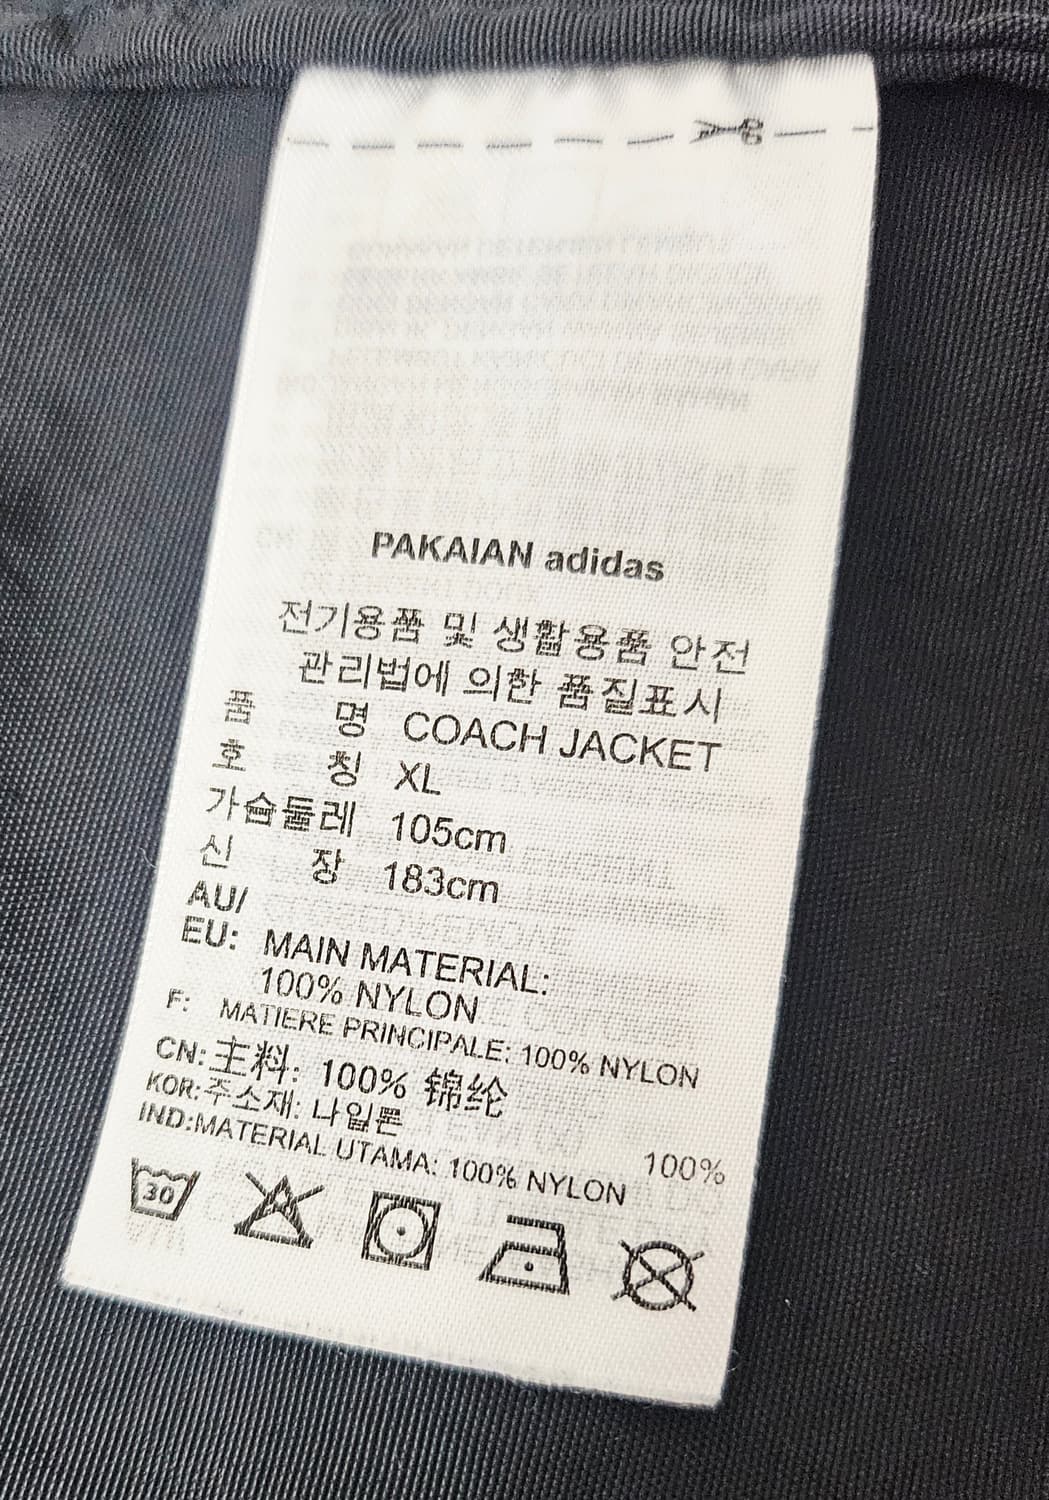 PAKAIAN adidas
전기용품 및 생활용품 안전
관리법에 의한 품질표시
품 명 COACH JACKET
호 칭 XL
가슴둘레 105cm
신 장 183cm
AU/
EU: MAIN MATERIAL:
100% NYLON
F: MATIERE PRINCIPALE: 100% NYLON
CN: 主料: 100% 锦纶
KOR: 주소재: 나일론 100%
IND:MATERIAL UTAMA: 100% NYLON
30